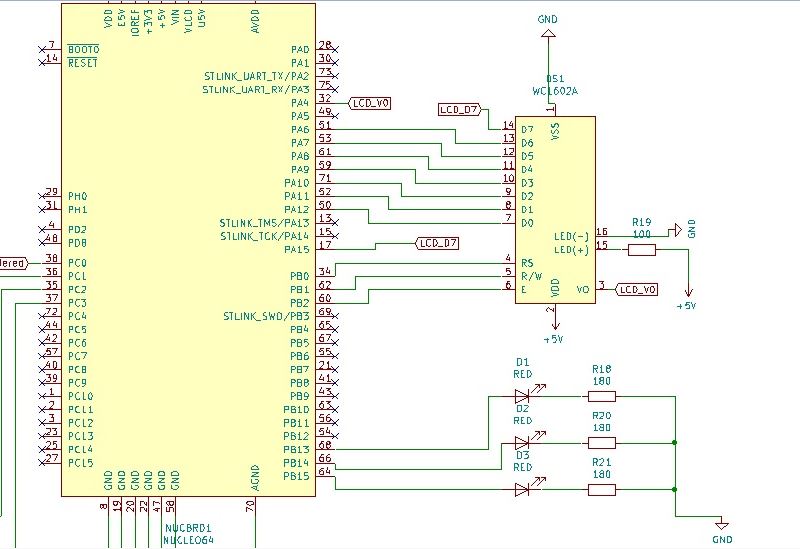 VDD E5V IOREF +3V3 +5V VIN VLCD U5V AVDD
7 BOOT0
14 RESET
29 PH0
31 PH1
4 PD2
48 PD8
ered
38 PC0
36 PC1
35 PC2
37 PC3
72 PC4
44 PC5
42 PC6
57 PC7
40 PC8
39 PC9
1 PC10
2 PC11
3 PC12
23 PC13
25 PC14
27 PC15
PA0 28
PA1 30
STLINK_UART_TX/PA2 73
STLINK_UART_RX/PA3 75
PA4 32 LCD_V0
PA5 49
PA6 51
PA7 53
PA8 61
PA9 59
PA10 71
PA11 52
PA12 50
STLINK_TMS/PA13 13
STLINK_TCK/PA14 15
PA15 17 LCD_D7
PB0 34
PB1 62
PB2 60
STLINK_SWO/PB3 69
PB4 65
PB5 67
PB6 55
PB7 21
PB8 41
PB9 43
PB10 63
PB11 56
PB12 54
PB13 68
PB14 66
PB15 64
GND GND GND GND GND GND AGND
8 19 20 22 47 58 70
NUCBRD1
NUCLEO64
GND
DS1
WC1602A
1 VSS
LCD_D7
14 D7
13 D6
12 D5
11 D4
10 D3
9 D2
8 D1
7 D0
4 RS
5 R/W
6 E
LED(-) 16
LED(+) 15
VO 3 LCD_V0
VDD 2
+5V
R19
100
GND
+5V
D1
RED
R18
180
D2
RED
R20
180
D3
RED
R21
180
GND